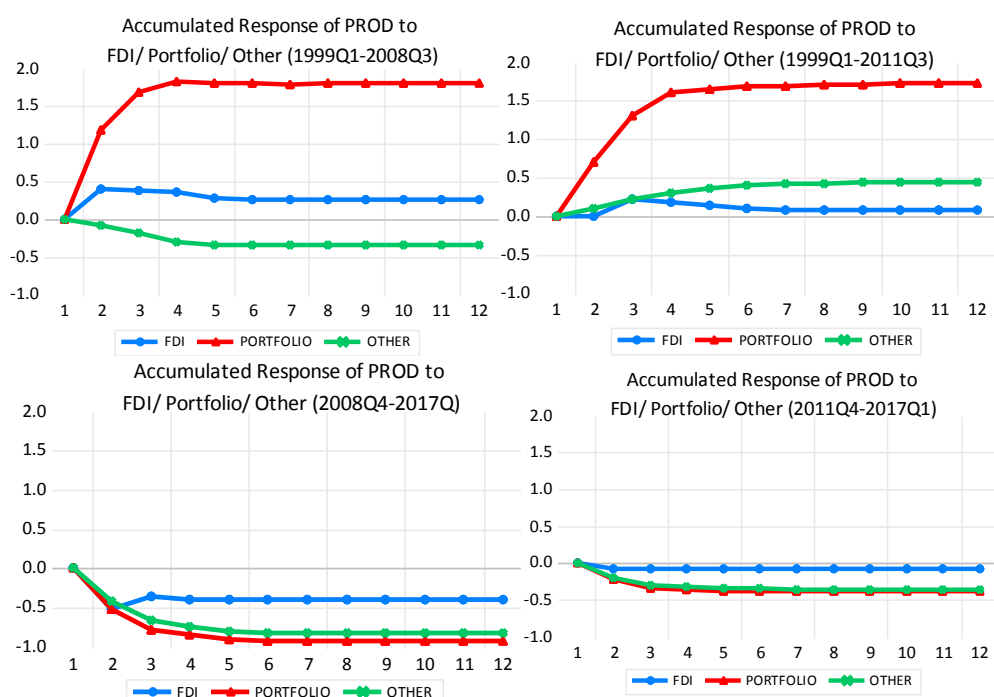 Accumulated Response of PROD to
FDI/ Portfolio/ Other (1999Q1-2008Q3)
2.0
1.5
1.0
0.5
0.0
-0.5
-1.0
1 2 3 4 5 6 7 8 9 10 11 12
FDI PORTFOLIO OTHER
Accumulated Response of PROD to
FDI/ Portfolio/ Other (1999Q1-2011Q3)
2.0
1.5
1.0
0.5
0.0
-0.5
-1.0
1 2 3 4 5 6 7 8 9 10 11 12
FDI PORTFOLIO OTHER
Accumulated Response of PROD to
FDI/ Portfolio/ Other (2008Q4-2017Q)
2.0
1.5
1.0
0.5
0.0
-0.5
-1.0
1 2 3 4 5 6 7 8 9 10 11 12
FDI PORTFOLIO OTHER
Accumulated Response of PROD to
FDI/ Portfolio/ Other (2011Q4-2017Q1)
2.0
1.5
1.0
0.5
0.0
-0.5
-1.0
1 2 3 4 5 6 7 8 9 10 11 12
FDI PORTFOLIO OTHER